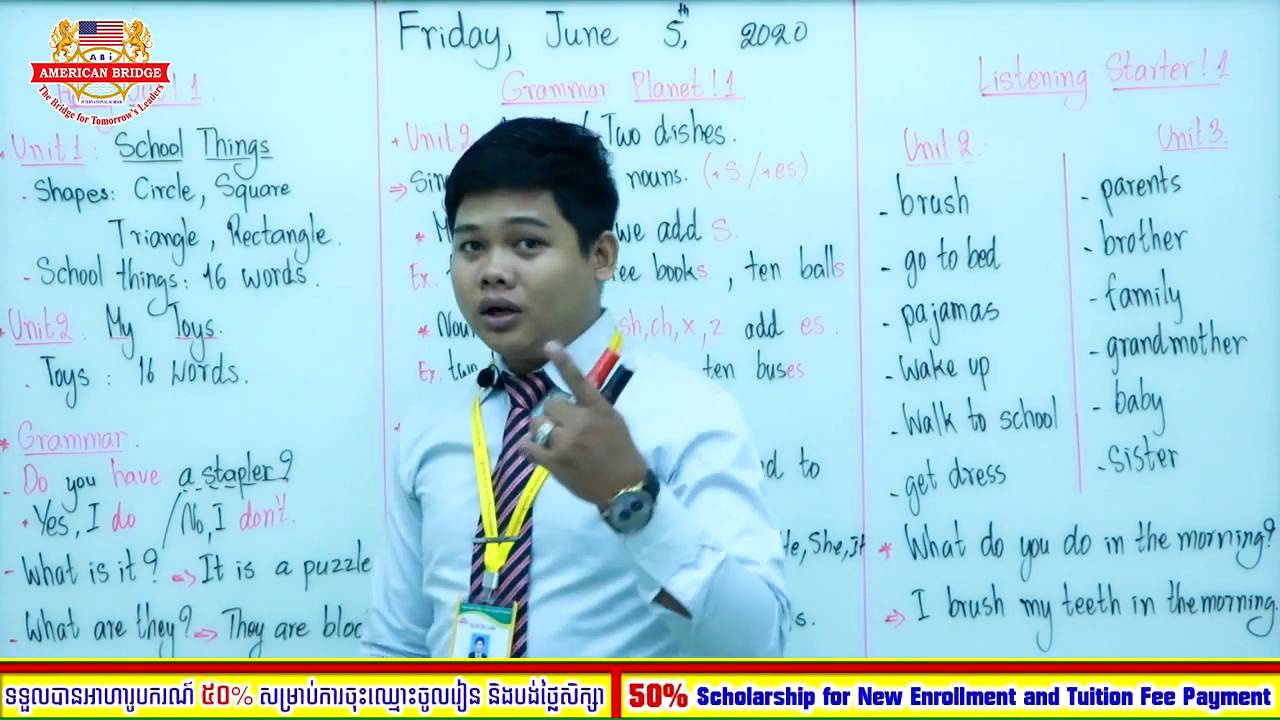 ABi
AMERICAN BRIDGE
INTERNATIONAL SCHOOL
The Bridge for Tomorrow's Leaders
Friday, June 5th, 2020
Unit 1: School Things
- Shapes: Circle, Square
Triangle, Rectangle.
- School things: 16 words.
Unit 2: My Toys.
- Toys: 16 words.
* Grammar.
- Do you have a stapler?
* Yes, I do / No, I don't.
- What is it? => It is a puzzle
- What are they? => They are bloc
Grammar Planet! 1
* Unit 2 Two dishes.
=> nouns. (+s/+es)
we add s.
Ex. books, ten balls
* sh, ch, x, z add es.
Ex. ten buses
to
He, She, It
Listening Starter! 1
Unit 2.
- brush
- go to bed
- pajamas
- Wake up
- Walk to school
- get dress
Unit 3.
- parents
- brother
- family
- grandmother
- baby
- sister
* What do you do in the morning?
=> I brush my teeth in the morning.
ទទួលបានអាហារូបករណ៍ ៥០% សម្រាប់ការចុះឈ្មោះចូលរៀន និងបង់ថ្លៃសិក្សា
50% Scholarship for New Enrollment and Tuition Fee Payment